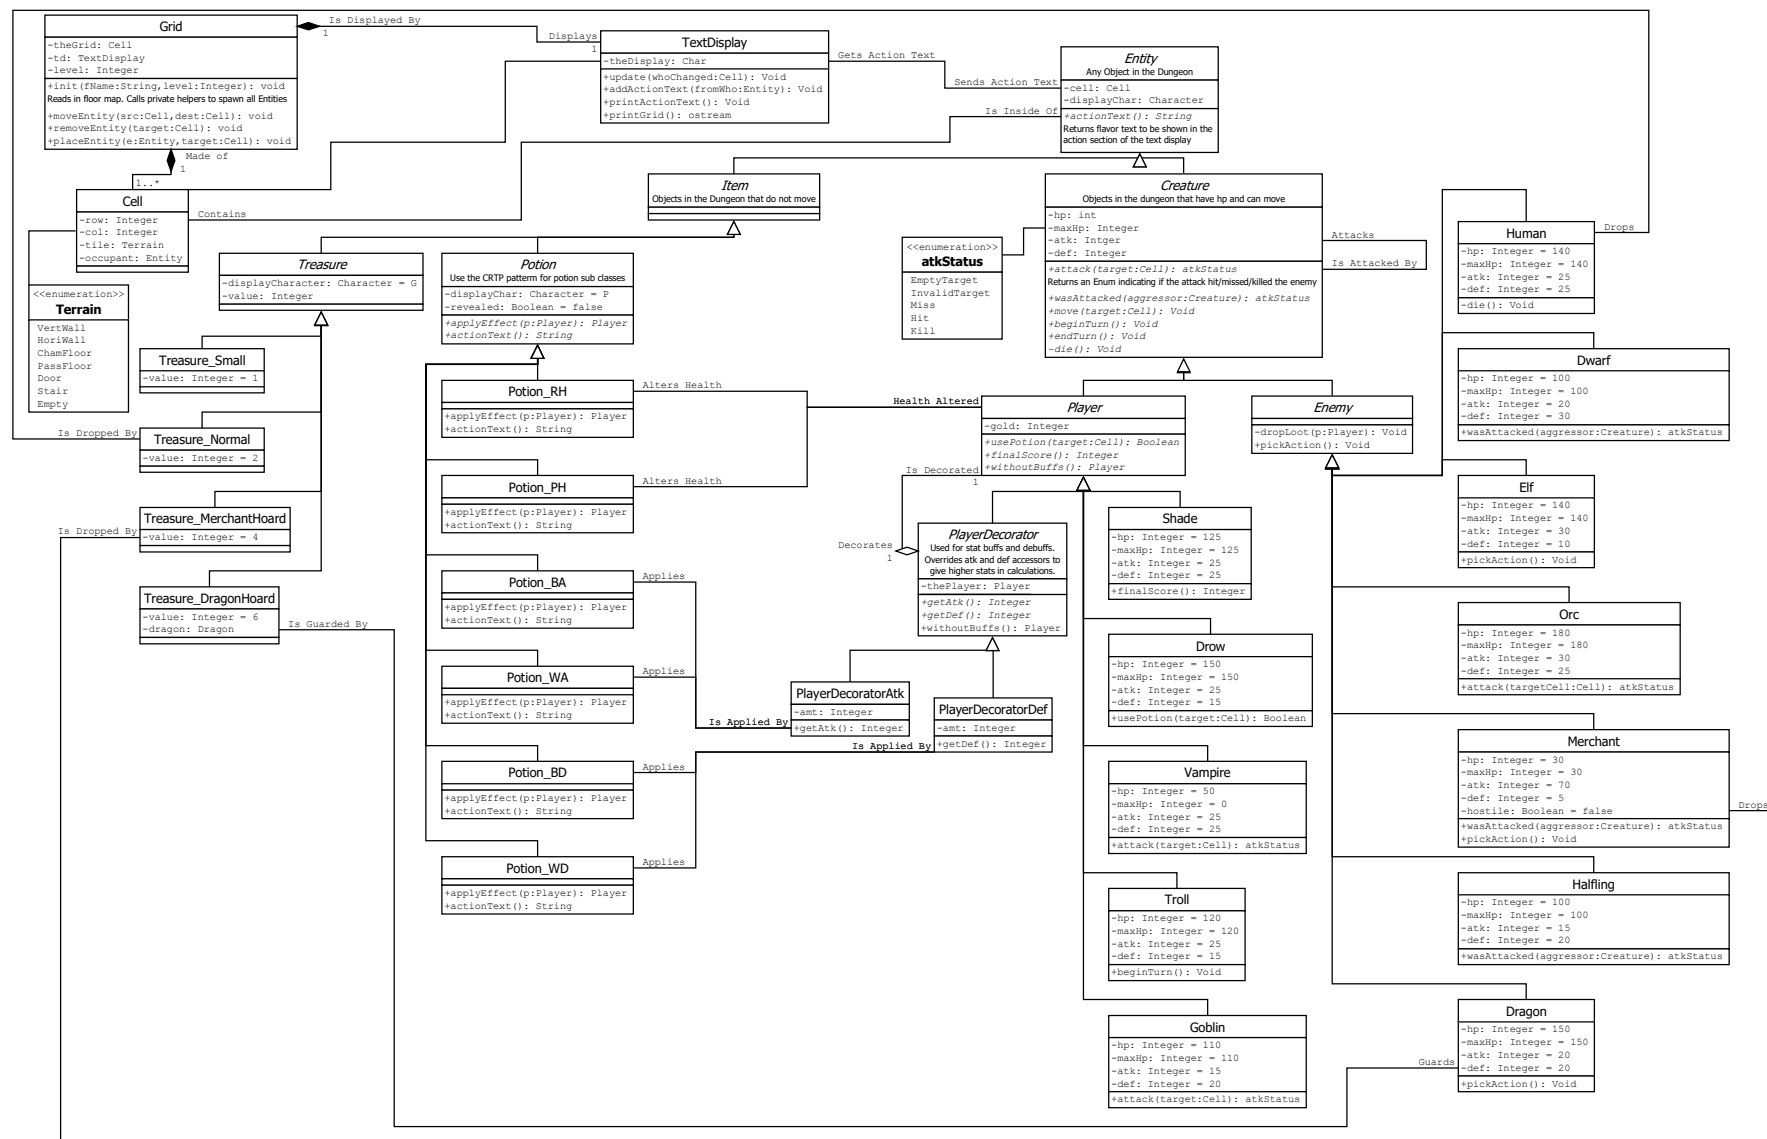 Grid
-theGrid: Cell
-td: TextDisplay
-level: Integer
+init(fName:String,level:Integer): void
Reads in floor map. Calls private helpers to spawn all Entities
+moveEntity(src:Cell,dest:Cell): void
+removeEntity(target:Cell): void
+placeEntity(e:Entity,target:Cell): void
Is Displayed By
1
Displays
1
TextDisplay
-theDisplay: Char
+update(whoChanged:Cell): Void
+addActionText(fromWho:Entity): Void
+printActionText(): Void
+printGrid(): ostream
Gets Action Text
Sends Action Text
Is Inside Of
Entity
Any Object in the Dungeon
-cell: Cell
-displayChar: Character
+actionText(): String
Returns flavor text to be shown in the
action section of the text display
Made of
1
1..*
Cell
-row: Integer
-col: Integer
-tile: Terrain
-occupant: Entity
Contains
Item
Objects in the Dungeon that do not move
Creature
Objects in the dungeon that have hp and can move
-hp: int
-maxHp: Integer
-atk: Intger
-def: Integer
+attack(target:Cell): atkStatus
Returns an Enum indicating if the attack hit/missed/killed the enemy
+wasAttacked(aggressor:Creature): atkStatus
+move(target:Cell): Void
+beginTurn(): Void
+endTurn(): Void
-die(): Void
Attacks
Is Attacked By
<<enumeration>>
atkStatus
EmptyTarget
InvalidTarget
Miss
Hit
Kill
Human
-hp: Integer = 140
-maxHp: Integer = 140
-atk: Integer = 25
-def: Integer = 25
-die(): Void
Drops
<<enumeration>>
Terrain
VertWall
HoriWall
ChamFloor
PassFloor
Door
Stair
Empty
Treasure
-displayCharacter: Character = G
-value: Integer
Potion
Use the CRTP pattern for potion sub classes
-displayChar: Character = P
-revealed: Boolean = false
+applyEffect(p:Player): Player
+actionText(): String
Treasure_Small
-value: Integer = 1
Is Dropped By
Treasure_Normal
-value: Integer = 2
Is Dropped By
Treasure_MerchantHoard
-value: Integer = 4
Treasure_DragonHoard
-value: Integer = 6
-dragon: Dragon
Is Guarded By
Potion_RH
+applyEffect(p:Player): Player
+actionText(): String
Alters Health
Potion_PH
+applyEffect(p:Player): Player
+actionText(): String
Alters Health
Potion_BA
+applyEffect(p:Player): Player
+actionText(): String
Applies
Potion_WA
+applyEffect(p:Player): Player
+actionText(): String
Applies
Potion_BD
+applyEffect(p:Player): Player
+actionText(): String
Applies
Potion_WD
+applyEffect(p:Player): Player
+actionText(): String
Applies
Health Altered
Player
-gold: Integer
+usePotion(target:Cell): Boolean
+finalScore(): Integer
+withoutBuffs(): Player
Is Decorated
1
Decorates
1
PlayerDecorator
Used for stat buffs and debuffs.
Overrides atk and def accessors to
give higher stats in calculations.
-thePlayer: Player
+getAtk(): Integer
+getDef(): Integer
+withoutBuffs(): Player
PlayerDecoratorAtk
-amt: Integer
+getAtk(): Integer
Is Applied By
PlayerDecoratorDef
-amt: Integer
+getDef(): Integer
Is Applied By
Enemy
-dropLoot(p:Player): Void
+pickAction(): Void
Shade
-hp: Integer = 125
-maxHp: Integer = 125
-atk: Integer = 25
-def: Integer = 25
+finalScore(): Integer
Drow
-hp: Integer = 150
-maxHp: Integer = 150
-atk: Integer = 25
-def: Integer = 15
+usePotion(target:Cell): Boolean
Vampire
-hp: Integer = 50
-maxHp: Integer = 0
-atk: Integer = 25
-def: Integer = 25
+attack(target:Cell): atkStatus
Troll
-hp: Integer = 120
-maxHp: Integer = 120
-atk: Integer = 25
-def: Integer = 15
+beginTurn(): Void
Goblin
-hp: Integer = 110
-maxHp: Integer = 110
-atk: Integer = 15
-def: Integer = 20
+attack(target:Cell): atkStatus
Dwarf
-hp: Integer = 100
-maxHp: Integer = 100
-atk: Integer = 20
-def: Integer = 30
+wasAttacked(aggressor:Creature): atkStatus
Elf
-hp: Integer = 140
-maxHp: Integer = 140
-atk: Integer = 30
-def: Integer = 10
+pickAction(): Void
Orc
-hp: Integer = 180
-maxHp: Integer = 180
-atk: Integer = 30
-def: Integer = 25
+attack(targetCell:Cell): atkStatus
Merchant
-hp: Integer = 30
-maxHp: Integer = 30
-atk: Integer = 70
-def: Integer = 5
-hostile: Boolean = false
+wasAttacked(aggressor:Creature): atkStatus
+pickAction(): Void
Drops
Halfling
-hp: Integer = 100
-maxHp: Integer = 100
-atk: Integer = 15
-def: Integer = 20
+wasAttacked(aggressor:Creature): atkStatus
Dragon
-hp: Integer = 150
-maxHp: Integer = 150
-atk: Integer = 20
-def: Integer = 20
+pickAction(): Void
Guards